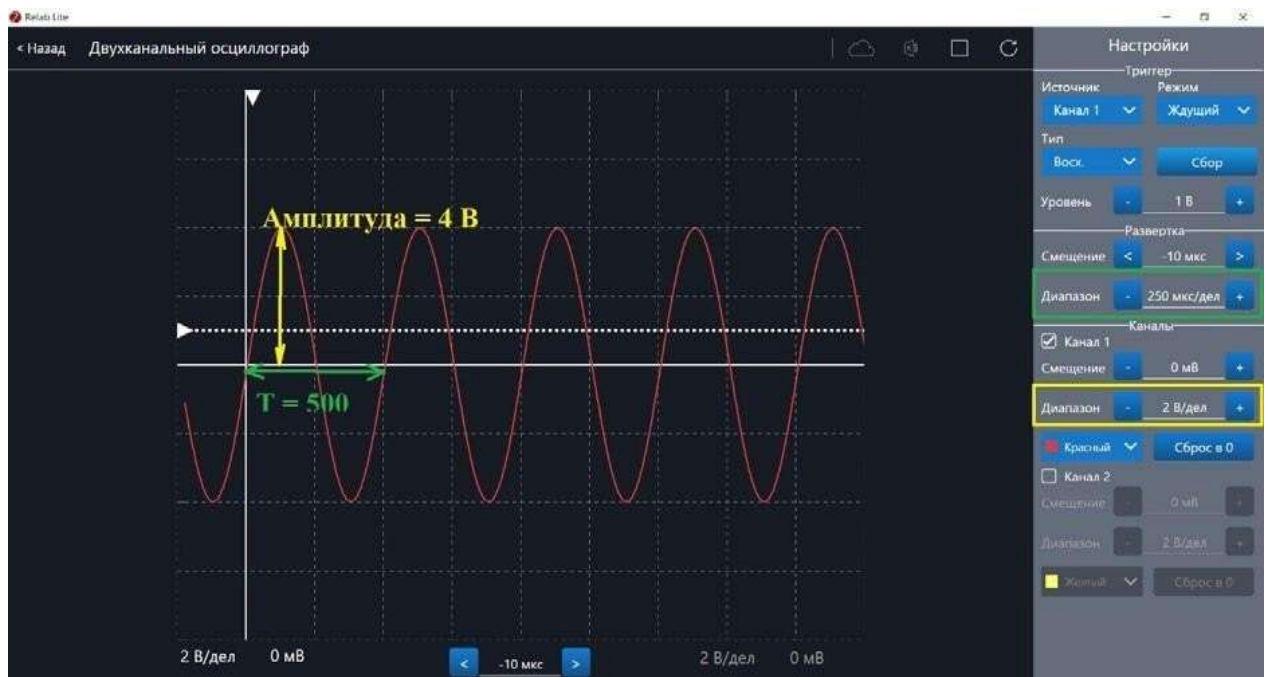 Relab Lite
< Назад Двухканальный осциллограф
Настройки
Триггер
Источник Режим
Канал 1 Ждущий
Тип
Восх. Сбор
Уровень - 1 В +
Развертка
Смещение < -10 мкс >
Диапазон - 250 мкс/дел +
Каналы
Канал 1
Смещение - 0 мВ +
Диапазон - 2 В/дел +
Красный Сброс в 0
Канал 2
Смещение - 0 мВ +
Диапазон - 2 В/дел +
Желтый Сброс в 0
Амплитуда = 4 В
T = 500
2 В/дел 0 мВ < -10 мкс > 2 В/дел 0 мВ